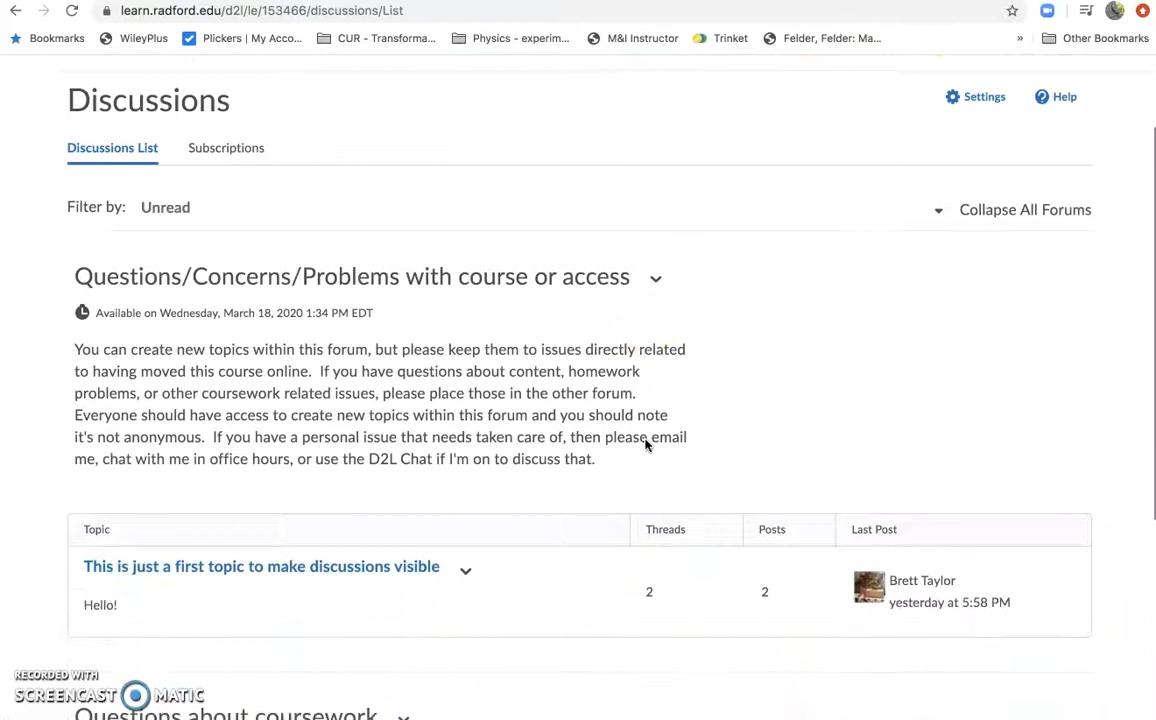 learn.radford.edu/d2l/le/153466/discussions/List
Bookmarks WileyPlus Plickers | My Acco... CUR - Transforma... Physics - experim... M&I Instructor Trinket Felder, Felder: Ma... » Other Bookmarks
Discussions
Settings Help
Discussions List Subscriptions
Filter by: Unread
Collapse All Forums
Questions/Concerns/Problems with course or access
Available on Wednesday, March 18, 2020 1:34 PM EDT
You can create new topics within this forum, but please keep them to issues directly related
to having moved this course online. If you have questions about content, homework
problems, or other coursework related issues, please place those in the other forum.
Everyone should have access to create new topics within this forum and you should note
it's not anonymous. If you have a personal issue that needs taken care of, then please email
me, chat with me in office hours, or use the D2L Chat if I'm on to discuss that.
Topic Threads Posts Last Post
This is just a first topic to make discussions visible
Hello!
2 2
Brett Taylor
yesterday at 5:58 PM
RECORDED WITH
SCREENCAST MATIC
Questions about coursework